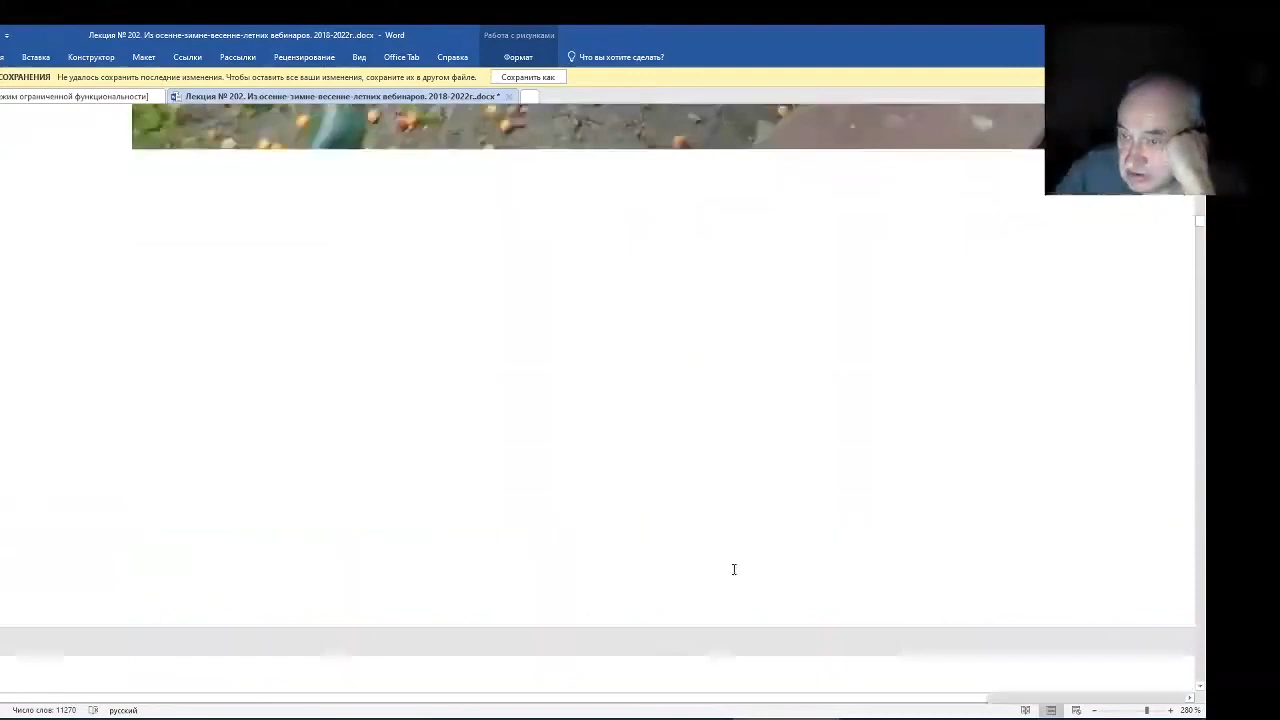 Лекция № 202. Из осенне-зимне-весенне-летних вебинаров. 2018-2022г..docx - Word
Работа с рисунками
Вставка Конструктор Макет Ссылки Рассылки Рецензирование Вид Office Tab Справка Формат Что вы хотите сделать?
СОХРАНЕНИЯ Не удалось сохранить последние изменения. Чтобы оставить все ваши изменения, сохраните их в другом файле. Сохранить как
жим ограниченной функциональности] Лекция № 202. Из осенне-зимне-весенне-летних вебинаров. 2018-2022г..docx *
Число слов: 11270 русский 280 %